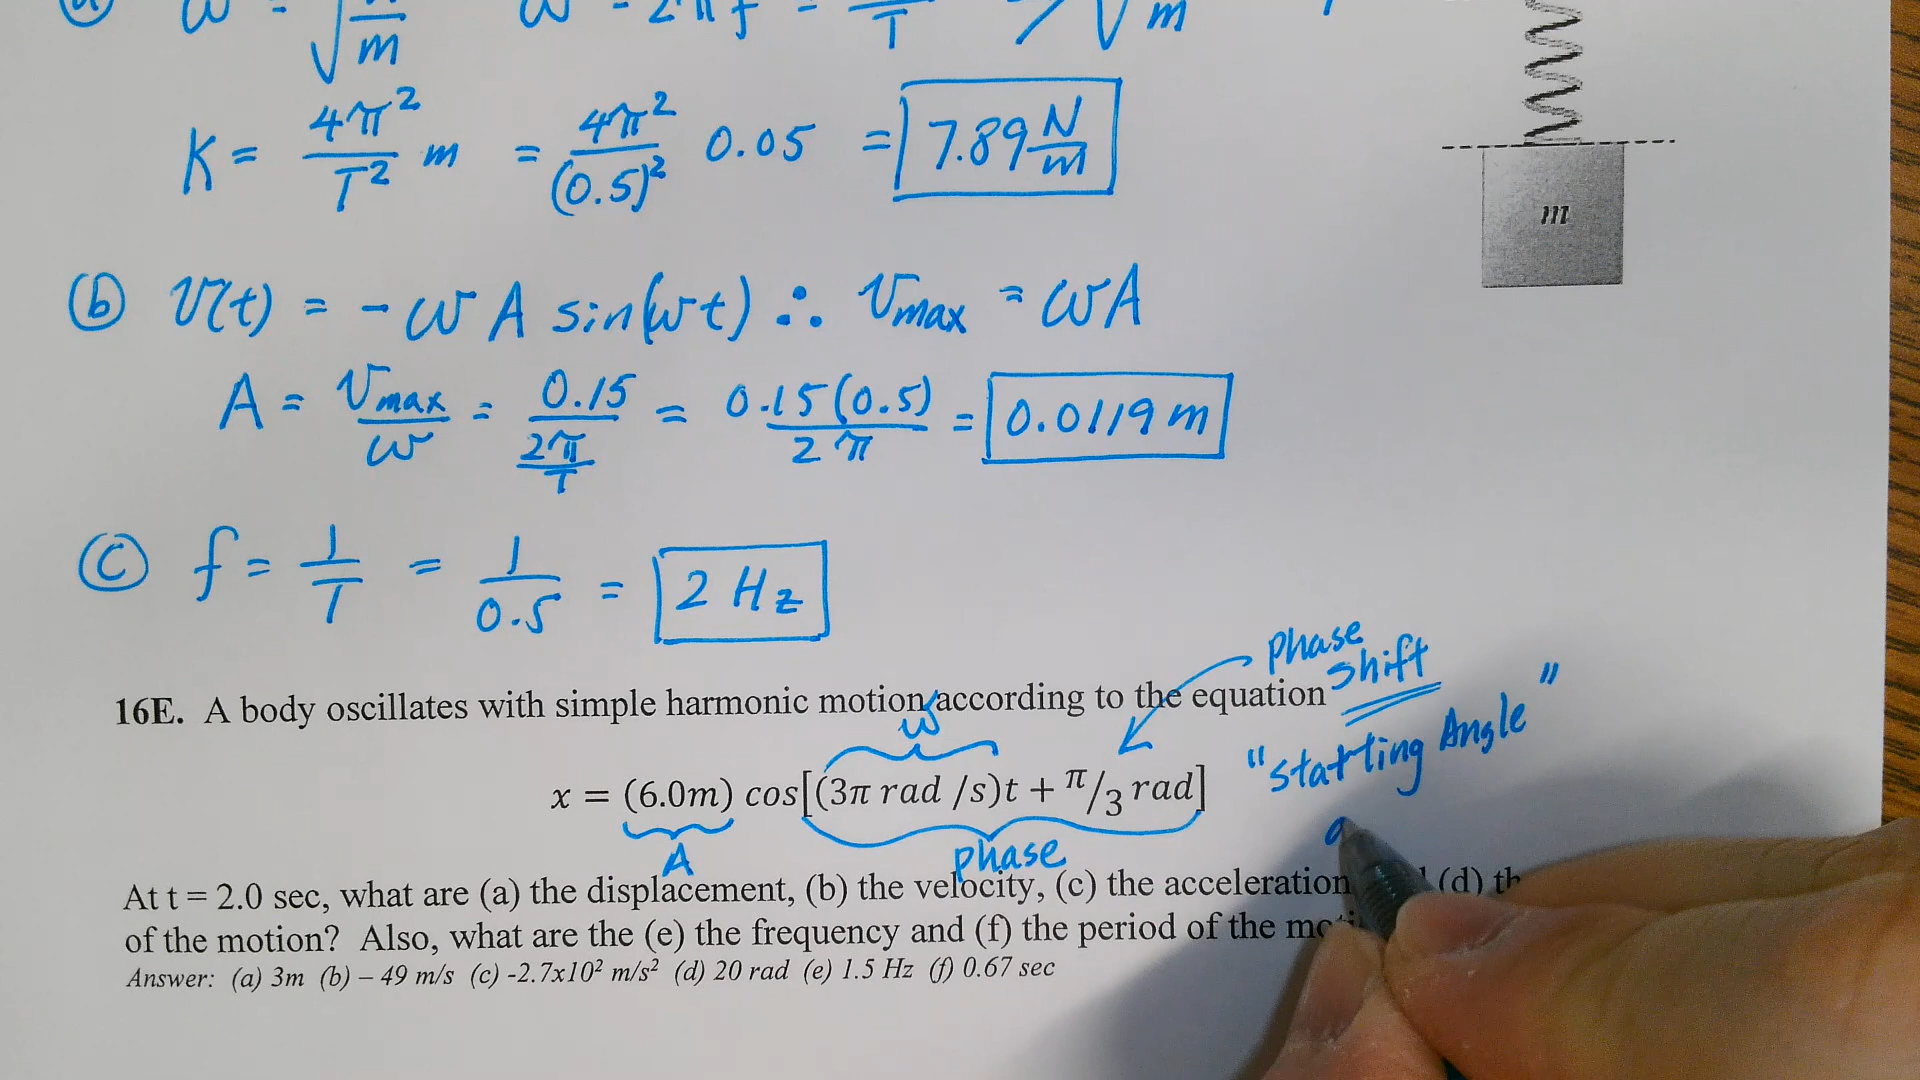 K = 4π² / T² m = 4π² / (0.5)² 0.05 = 7.89 N/m
m
(b) v(t) = -ωA sin(ωt) ∴ vmax = ωA
A = vmax / ω = 0.15 / (2π/T) = 0.15(0.5) / 2π = 0.0119 m
(c) f = 1/T = 1/0.5 = 2 Hz
phase
shift
16E. A body oscillates with simple harmonic motion according to the equation
ω
"starting Angle"
x = (6.0m) cos[(3π rad /s)t + π/3 rad]
A
phase
At t = 2.0 sec, what are (a) the displacement, (b) the velocity, (c) the acceleration (d)
of the motion? Also, what are the (e) the frequency and (f) the period of the
Answer: (a) 3m (b) – 49 m/s (c) -2.7x10² m/s² (d) 20 rad (e) 1.5 Hz (f) 0.67 sec